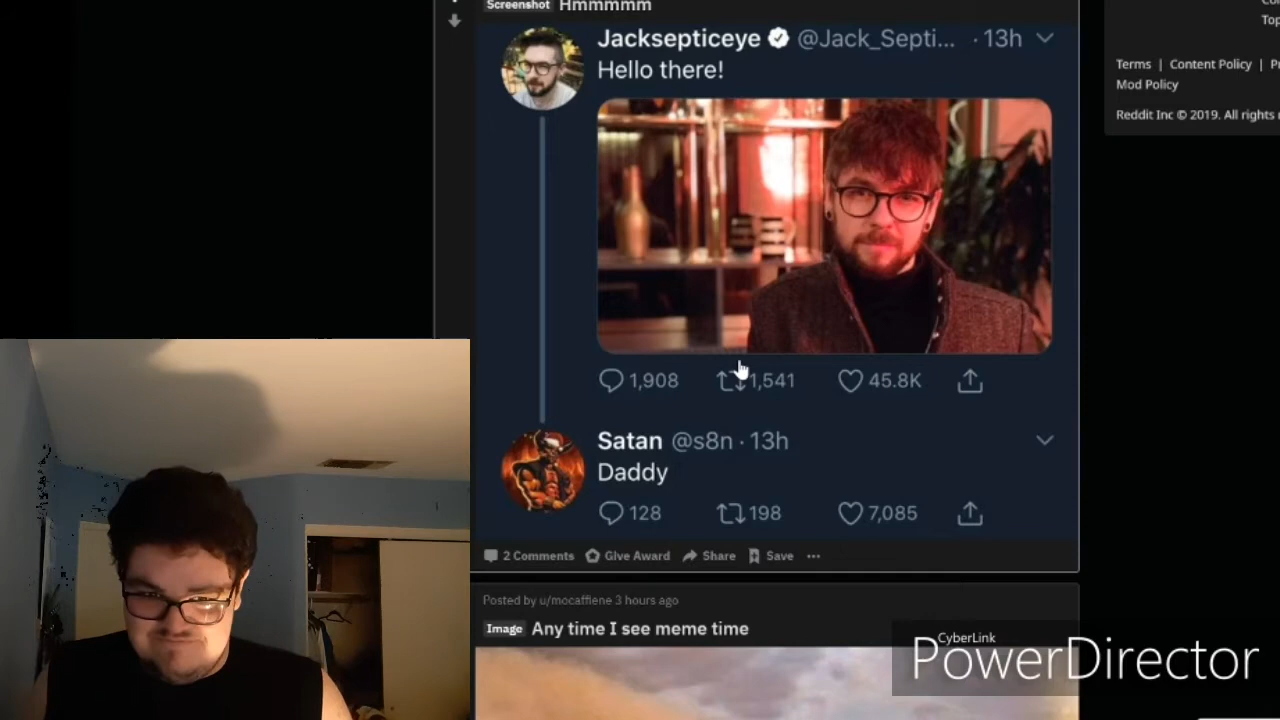 Screenshot Hmmmmm
Jacksepticeye @Jack_Septi... · 13h
Hello there!
1,908 1,541 45.8K
Satan @s8n · 13h
Daddy
128 198 7,085
2 Comments Give Award Share Save ...
Posted by u/mocaffiene 3 hours ago
Image Any time I see meme time
Terms | Content Policy |
Mod Policy
Reddit Inc © 2019. All rights
CyberLink
PowerDirector